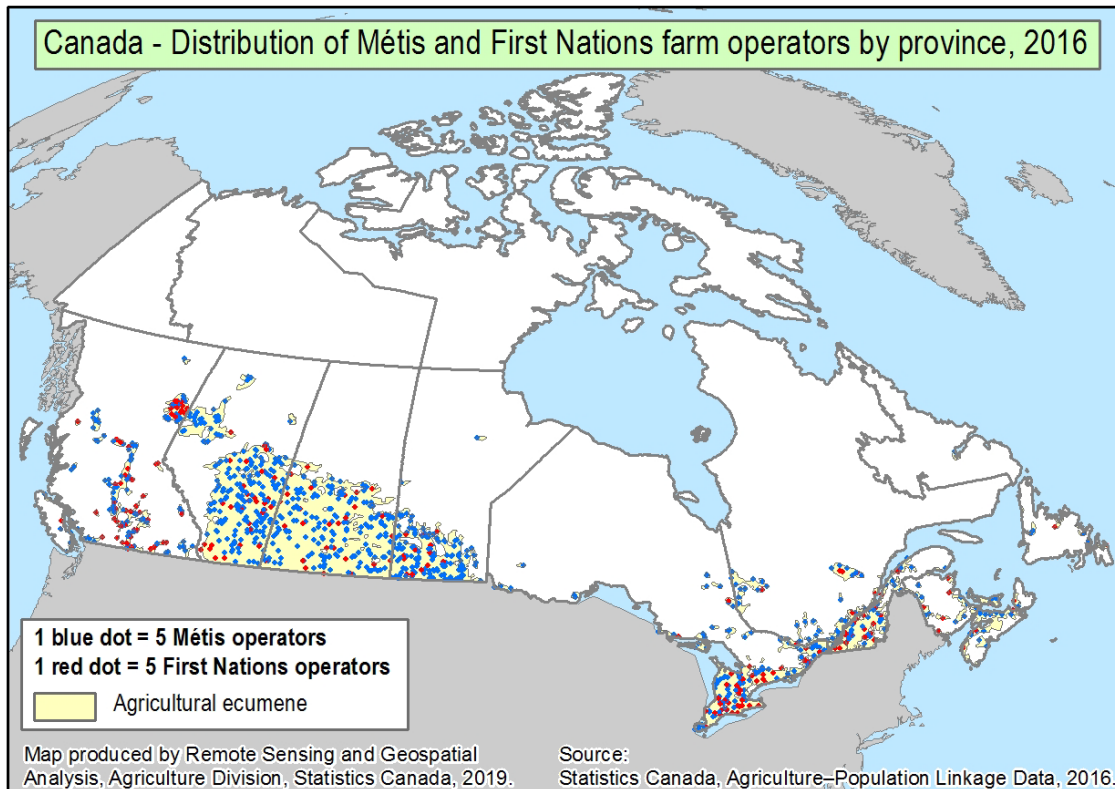 Canada - Distribution of Métis and First Nations farm operators by province, 2016
1 blue dot = 5 Métis operators
1 red dot = 5 First Nations operators
Agricultural ecumene
Map produced by Remote Sensing and Geospatial
Analysis, Agriculture Division, Statistics Canada, 2019.
Source:
Statistics Canada, Agriculture–Population Linkage Data, 2016.